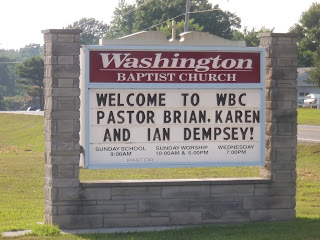 Washington
BAPTIST CHURCH
WELCOME TO WBC
PASTOR BRIAN, KAREN
AND IAN DEMPSEY!
SUNDAY SCHOOL SUNDAY WORSHIP WEDNESDAY
9:00AM 10:00AM & 6:00PM 7:00PM
PASTOR